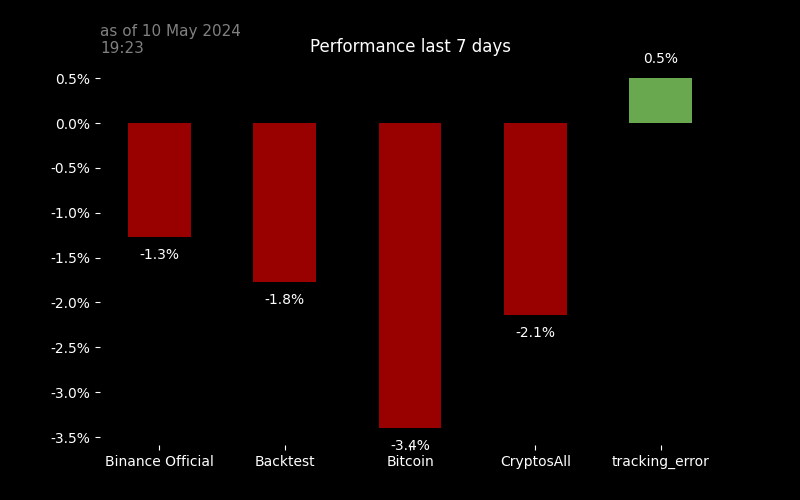 as of 10 May 2024
19:23
Performance last 7 days
0.5%
0.5%
0.0%
-0.5%
-1.0%
-1.5%
-2.0%
-2.5%
-3.0%
-3.5%
-1.3%
-1.8%
-3.4%
-2.1%
Binance Official
Backtest
Bitcoin
CryptosAll
tracking_error